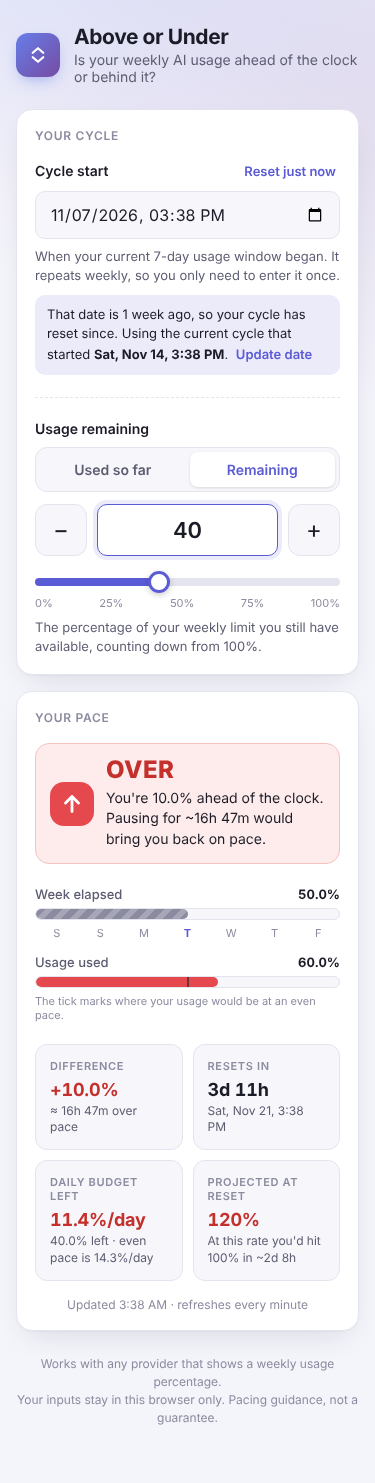 Above or Under
Is your weekly AI usage ahead of the clock
or behind it?
YOUR CYCLE
Cycle start
Reset just now
11/07/2026, 03:38 PM
When your current 7-day usage window began. It
repeats weekly, so you only need to enter it once.
That date is 1 week ago, so your cycle has
reset since. Using the current cycle that
started Sat, Nov 14, 3:38 PM. Update date
Usage remaining
Used so far
Remaining
−
40
+
0%
25%
50%
75%
100%
The percentage of your weekly limit you still have
available, counting down from 100%.
YOUR PACE
OVER
You're 10.0% ahead of the clock.
Pausing for ~16h 47m would
bring you back on pace.
Week elapsed
50.0%
S
S
M
T
W
T
F
Usage used
60.0%
The tick marks where your usage would be at an even
pace.
DIFFERENCE
+10.0%
≈ 16h 47m over
pace
RESETS IN
3d 11h
Sat, Nov 21, 3:38
PM
DAILY BUDGET
LEFT
11.4%/day
40.0% left · even
pace is 14.3%/day
PROJECTED AT
RESET
120%
At this rate you'd hit
100% in ~2d 8h
Updated 3:38 AM · refreshes every minute
Works with any provider that shows a weekly usage
percentage.
Your inputs stay in this browser only. Pacing guidance, not a
guarantee.